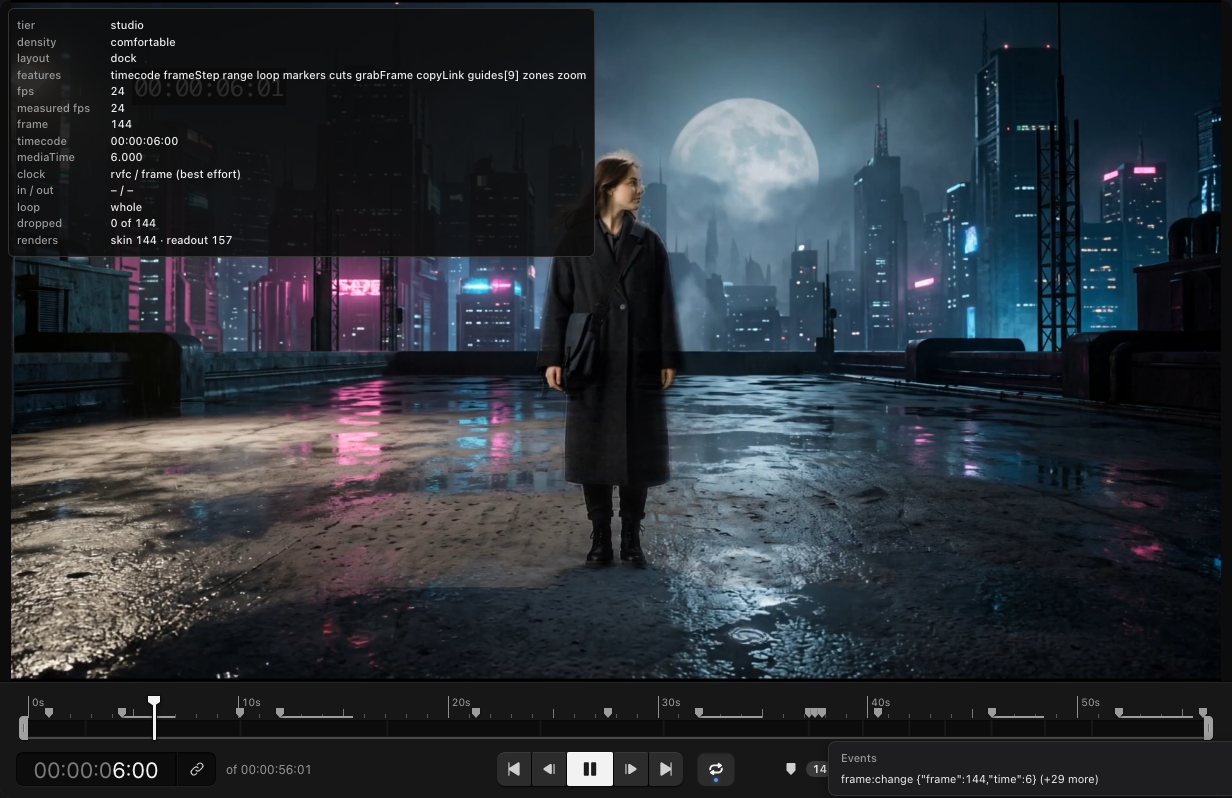 tier studio
density comfortable
layout dock
features timecode frameStep range loop markers cuts grabFrame copyLink guides[9] zones zoom
fps 24
measured fps 24
frame 144
timecode 00:00:06:00
mediaTime 6.000
clock rvfc / frame (best effort)
in / out – / –
loop whole
dropped 0 of 144
renders skin 144 · readout 157
00:00:06:01
0s 10s 20s 30s 40s 50s
00:00:06:00 of 00:00:56:01
14
Events
frame:change {"frame":144,"time":6} (+29 more)